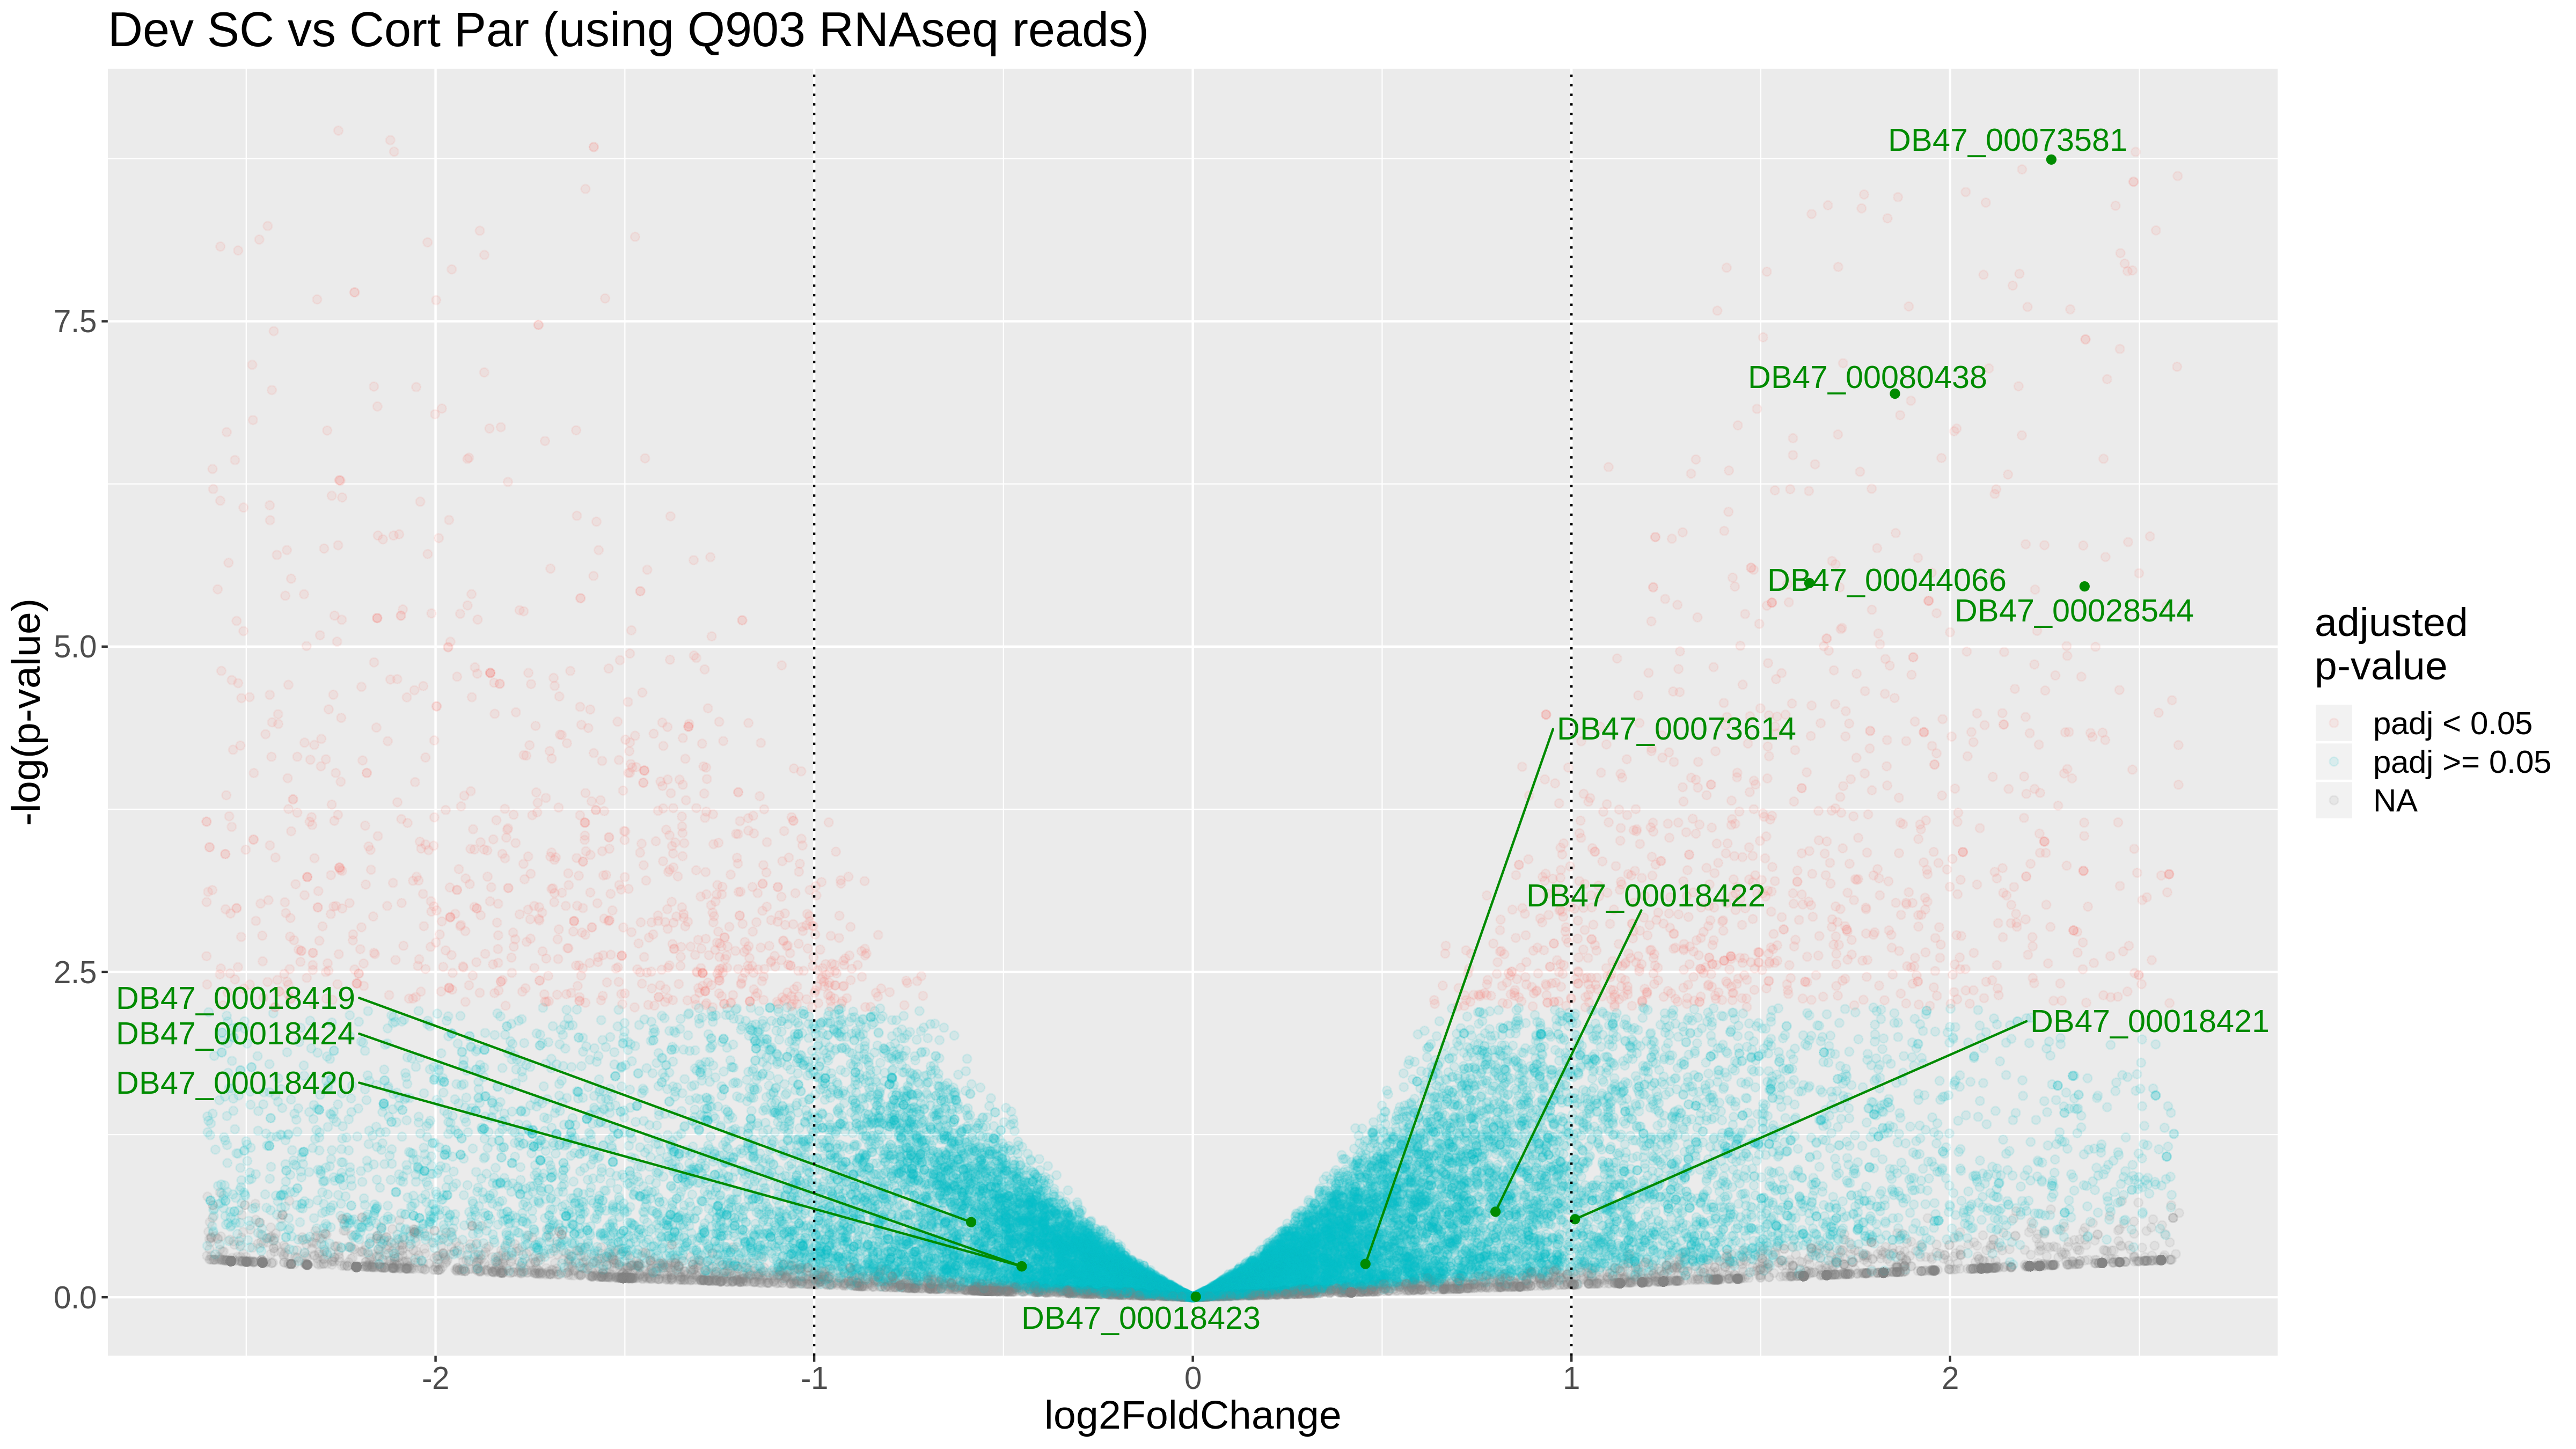 Dev SC vs Cort Par (using Q903 RNAseq reads)
-log(p-value)
7.5
5.0
2.5
0.0
DB47_00073581
DB47_00080438
DB47_00044066
DB47_00028544
DB47_00073614
DB47_00018422
DB47_00018419
DB47_00018424
DB47_00018420
DB47_00018421
DB47_00018423
-2
-1
0
1
2
log2FoldChange
adjusted
p-value
padj < 0.05
padj >= 0.05
NA